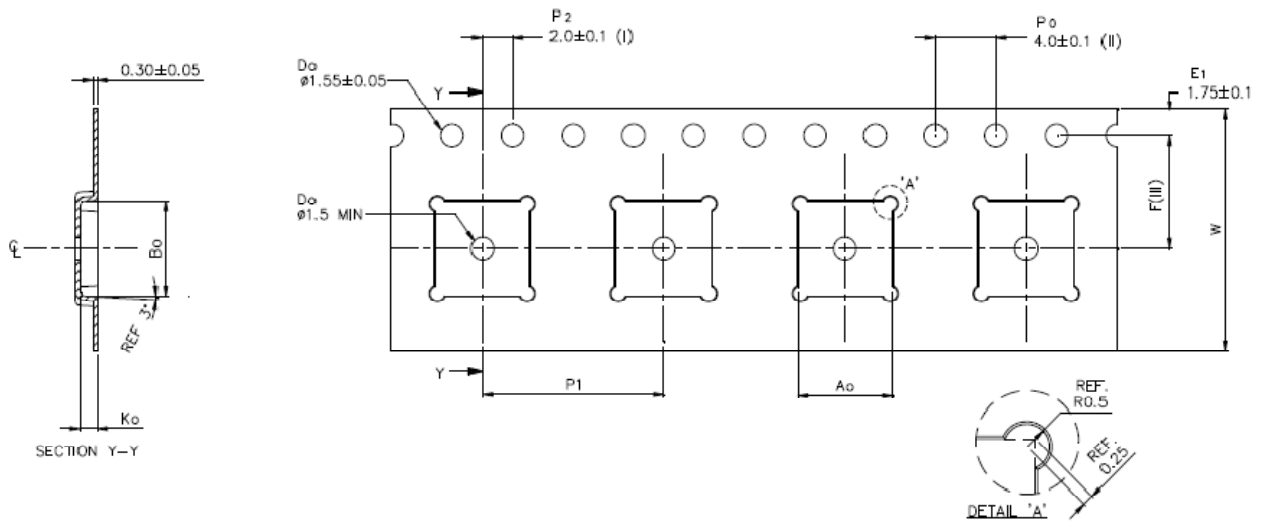 P2
2.0±0.1 (I)
Po
4.0±0.1 (II)
0.30±0.05
Do
ø1.55±0.05
Y
E1
1.75±0.1
'A'
Do
ø1.5 MIN
F(III)
W
℄
Bo
REF 3°
Y
P1
Ao
Ko
SECTION Y-Y
REF.
R0.5
REF.
0.25
DETAIL 'A'